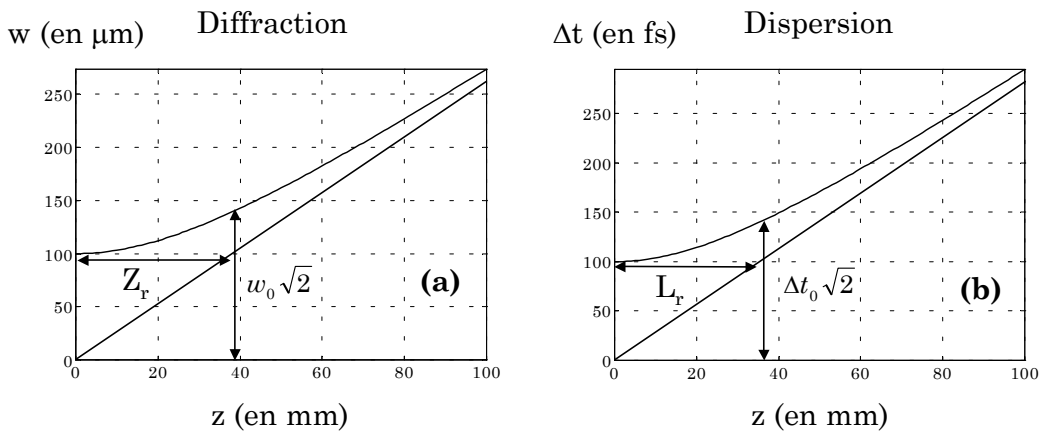 Diffraction
w (en μm)
250
200
150
100
50
0
Z_r
w_0 √2
(a)
0 20 40 60 80 100
z (en mm)
Dispersion
Δt (en fs)
250
200
150
100
50
0
L_r
Δt_0 √2
(b)
0 20 40 60 80 100
z (en mm)